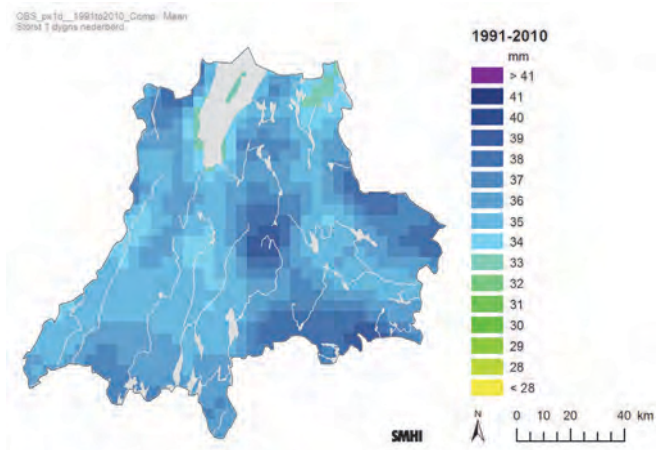 OBS_px1d__1991to2010_Comp: Mean
Störst 1 dygns nederbörd.
1991-2010
mm
> 41
41
40
39
38
37
36
35
34
33
32
31
30
29
28
< 28
N
0 10 20 40 km
SMHI